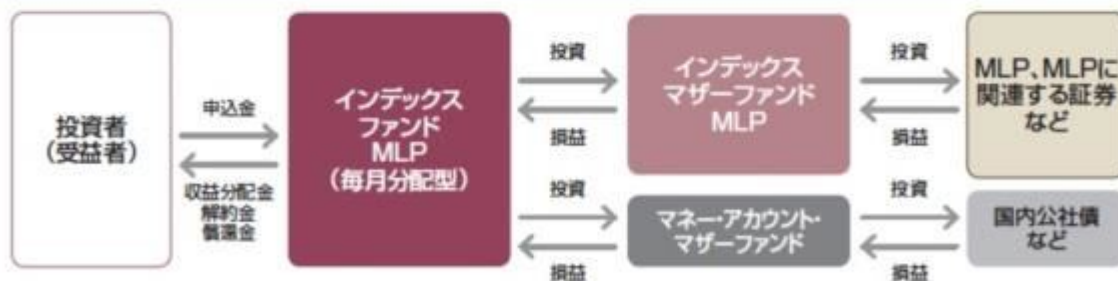 投資者
(受益者)
申込金
収益分配金
解約金
償還金
インデックス
ファンド
MLP
(毎月分配型)
投資
損益
投資
損益
インデックス
マザーファンド
MLP
マネー・アカウント・
マザーファンド
投資
損益
投資
損益
MLP、MLPに
関連する証券
など
国内公社債
など